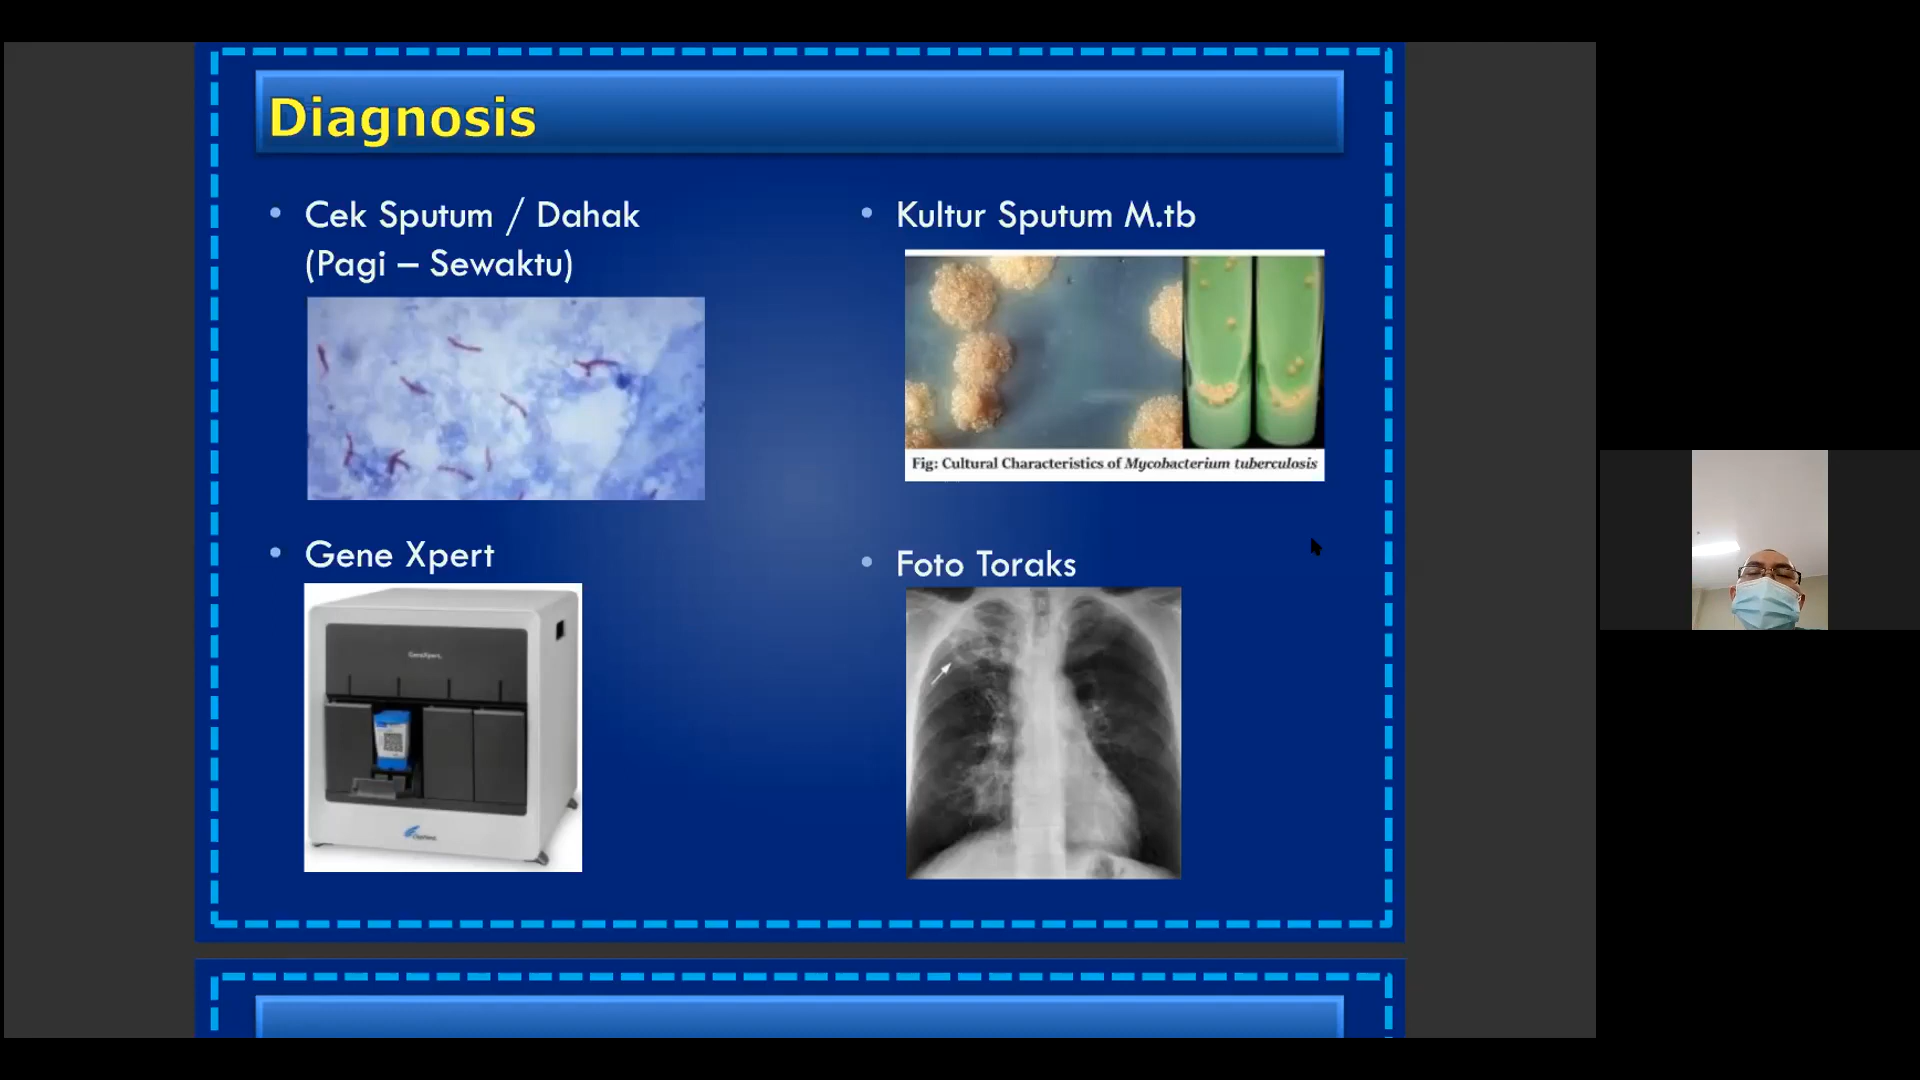 Diagnosis
• Cek Sputum / Dahak
(Pagi – Sewaktu)
• Kultur Sputum M.tb
Fig: Cultural Characteristics of Mycobacterium tuberculosis
• Gene Xpert
GeneXpert
• Foto Toraks